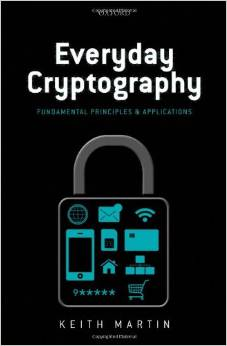 OXFORD
Everyday
Cryptography
FUNDAMENTAL PRINCIPLES & APPLICATIONS
9*****
KEITH MARTIN